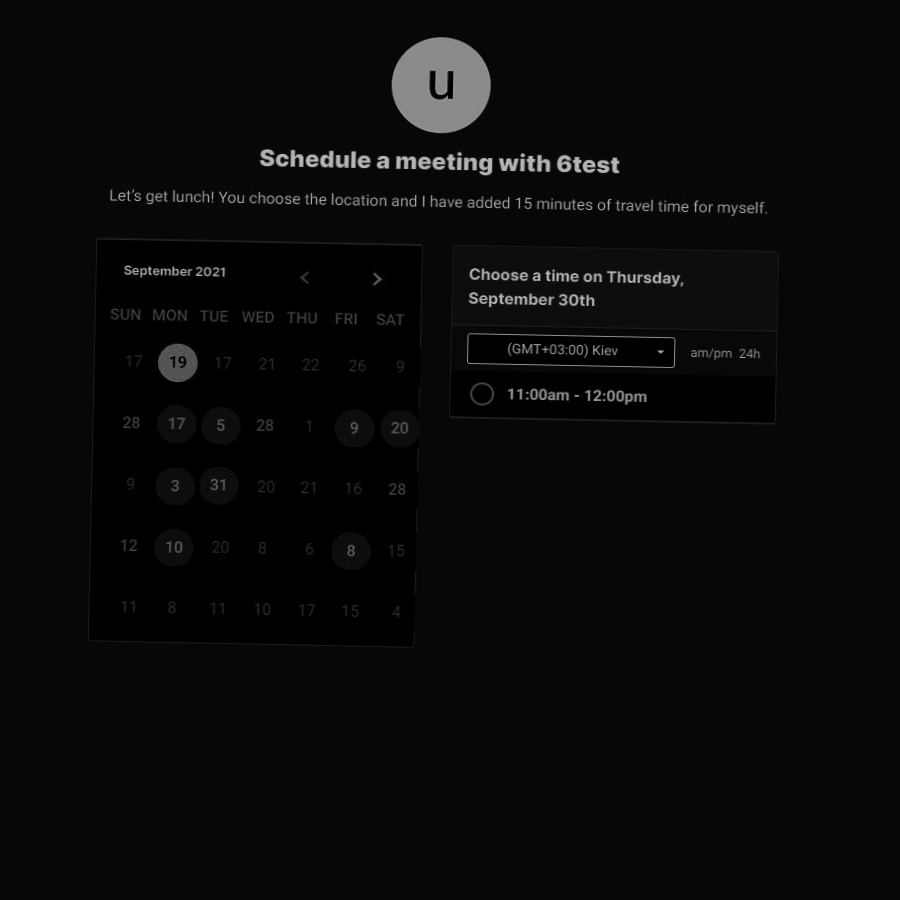 u
Schedule a meeting with 6test
Let's get lunch! You choose the location and I have added 15 minutes of travel time for myself.
September 2021
SUN MON TUE WED THU FRI SAT
17 19 17 21 22 26 9
28 17 5 28 1 9 20
9 3 31 20 21 16 28
12 10 20 8 6 8 15
11 8 11 10 17 15 4
Choose a time on Thursday,
September 30th
(GMT+03:00) Kiev am/pm 24h
11:00am - 12:00pm